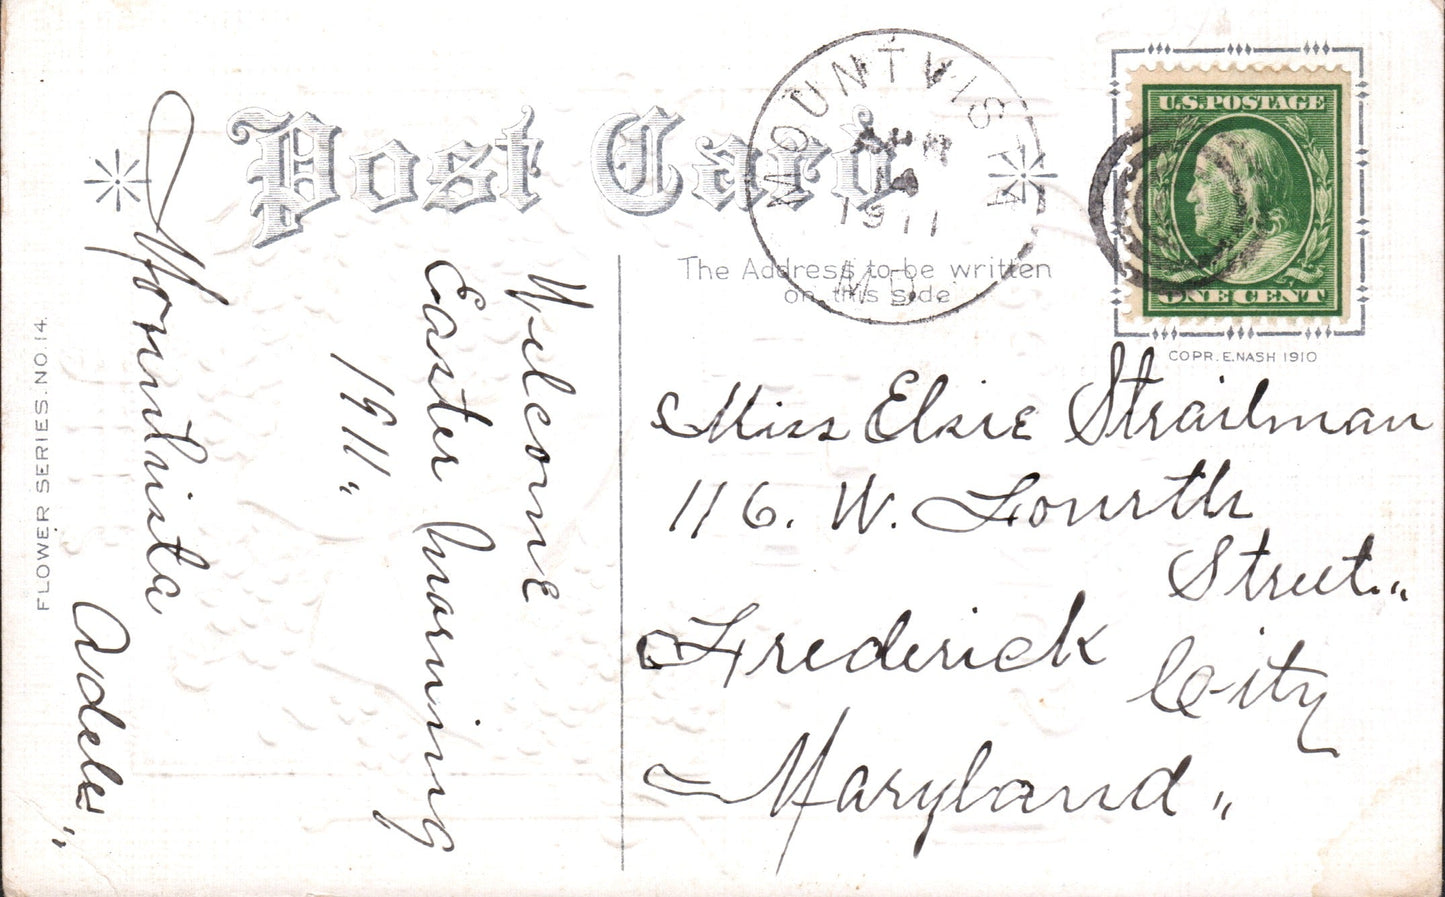 Post Card
MOUNT VISTA
APR
4
1911
MD.
U.S. POSTAGE
ONE CENT
The Address to be written
on this side
COPR. E. NASH 1910
FLOWER SERIES. NO. 14.
Welcome
Easter morning
1911,,
Mountvista
Adele
Miss Elsie Strailman
116. W. Fourth
Street.,,
Frederick
City
Maryland,,